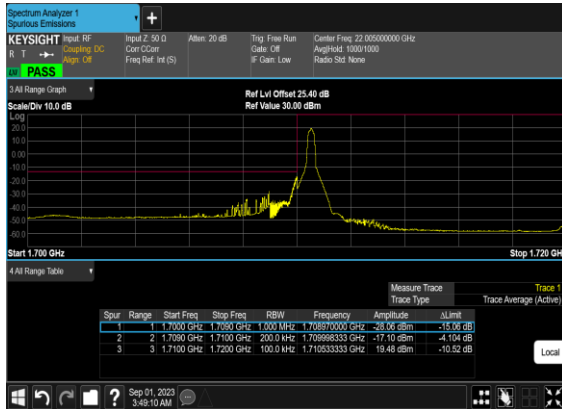 Spectrum Analyzer 1
Spurious Emissions
+
KEYSIGHT Input: RF Input Z: 50 Ω Atten: 20 dB Trig: Free Run Center Freq: 22.005000000 GHz
R T Coupling: DC Corr CCorr Gate: Off Avg|Hold: 1000/1000
Align: Off Freq Ref: Int (S) IF Gain: Low Radio Std: None
PASS
3 All Range Graph
Ref Lvl Offset 25.40 dB
Scale/Div 10.0 dB Ref Value 30.00 dBm
Log
20.0
10.0
0.00
-10.0
-20.0
-30.0
-40.0
-50.0
-60.0
Start 1.700 GHz Stop 1.720 GH
4 All Range Table
Measure Trace Trace 1
Trace Type Trace Average (Active)
Spur Range Start Freq Stop Freq RBW Frequency Amplitude ΔLimit
1 1 1.7000 GHz 1.7090 GHz 1.000 MHz 1.708970000 GHz -28.06 dBm -15.06 dB
2 2 1.7090 GHz 1.7100 GHz 200.0 kHz 1.709998333 GHz -17.10 dBm -4.104 dB
3 3 1.7100 GHz 1.7200 GHz 100.0 kHz 1.710533333 GHz 19.48 dBm -10.52 dB
Local
?
Sep 01, 2023
3:49:10 AM